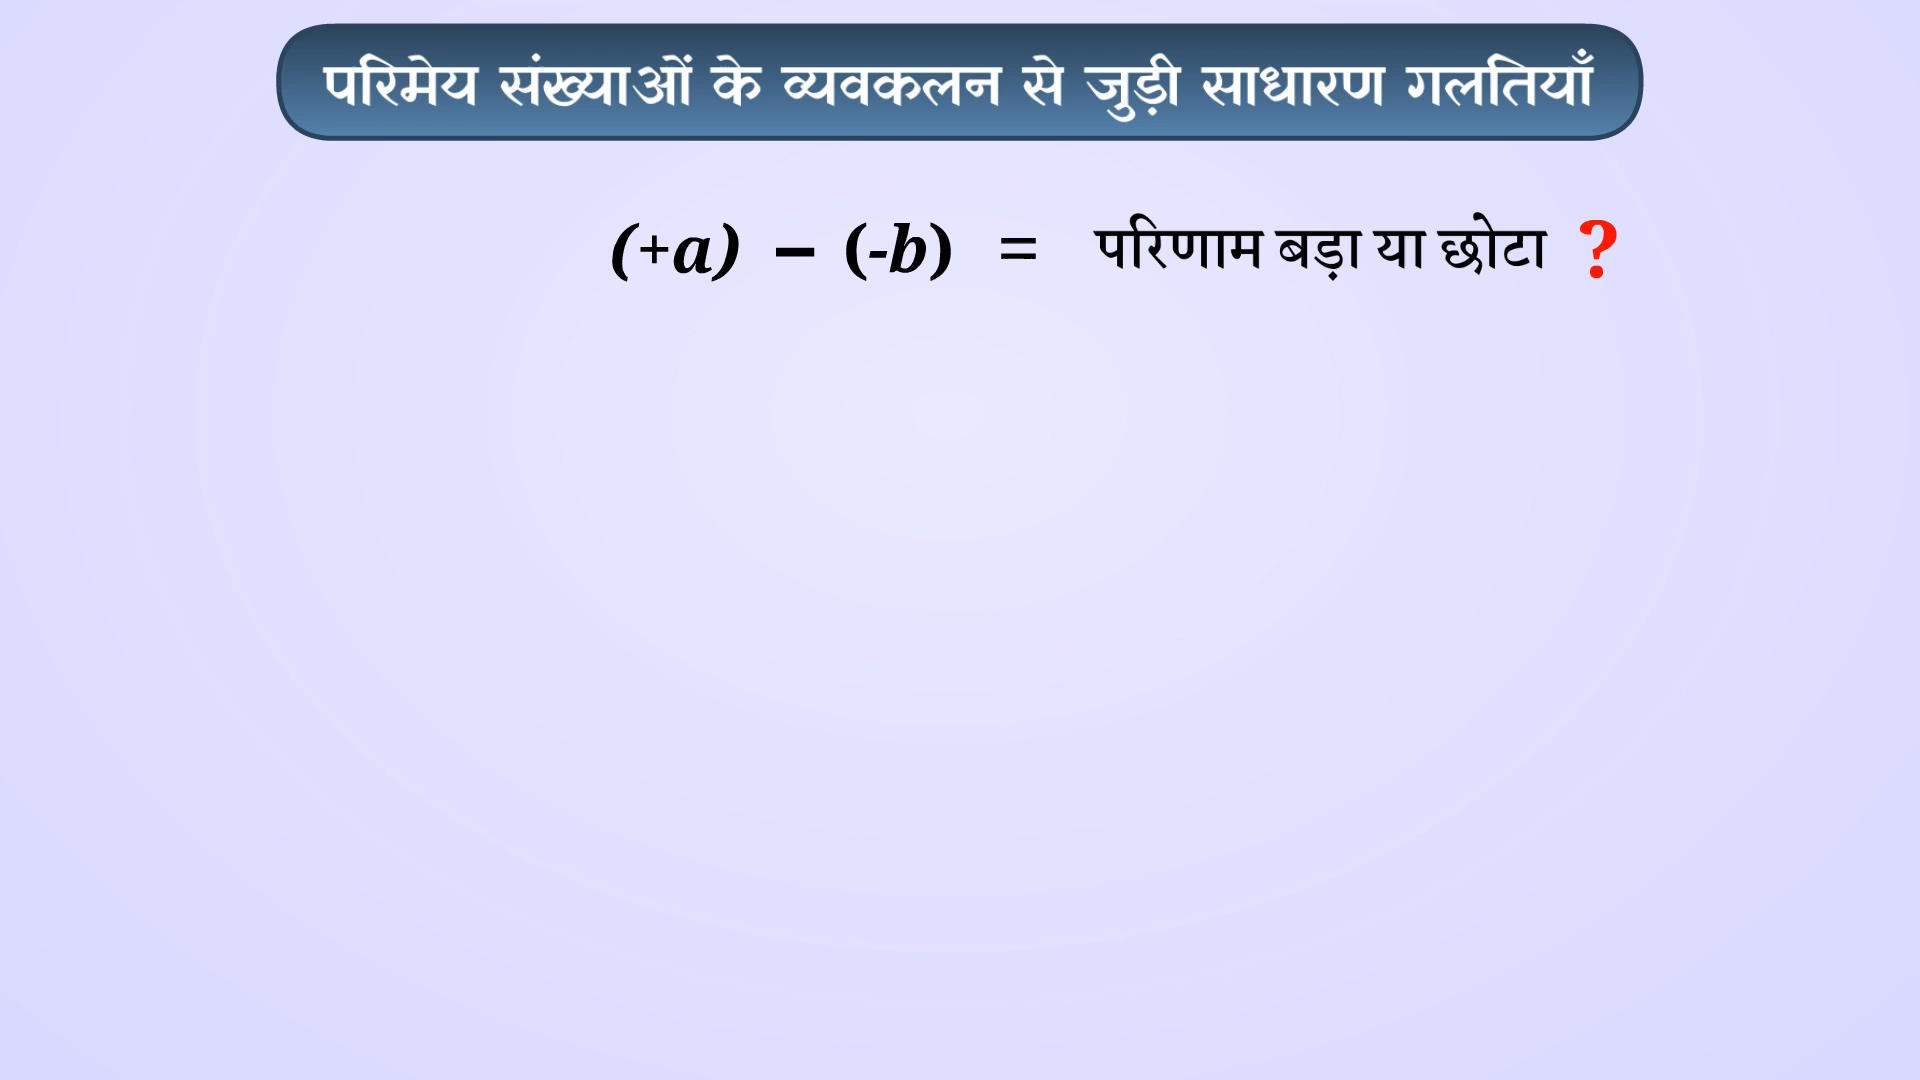 परिमेय संख्याओं के व्यवकलन से जुड़ी साधारण गलतियाँ
(+a) – (-b) = परिणाम बड़ा या छोटा ?